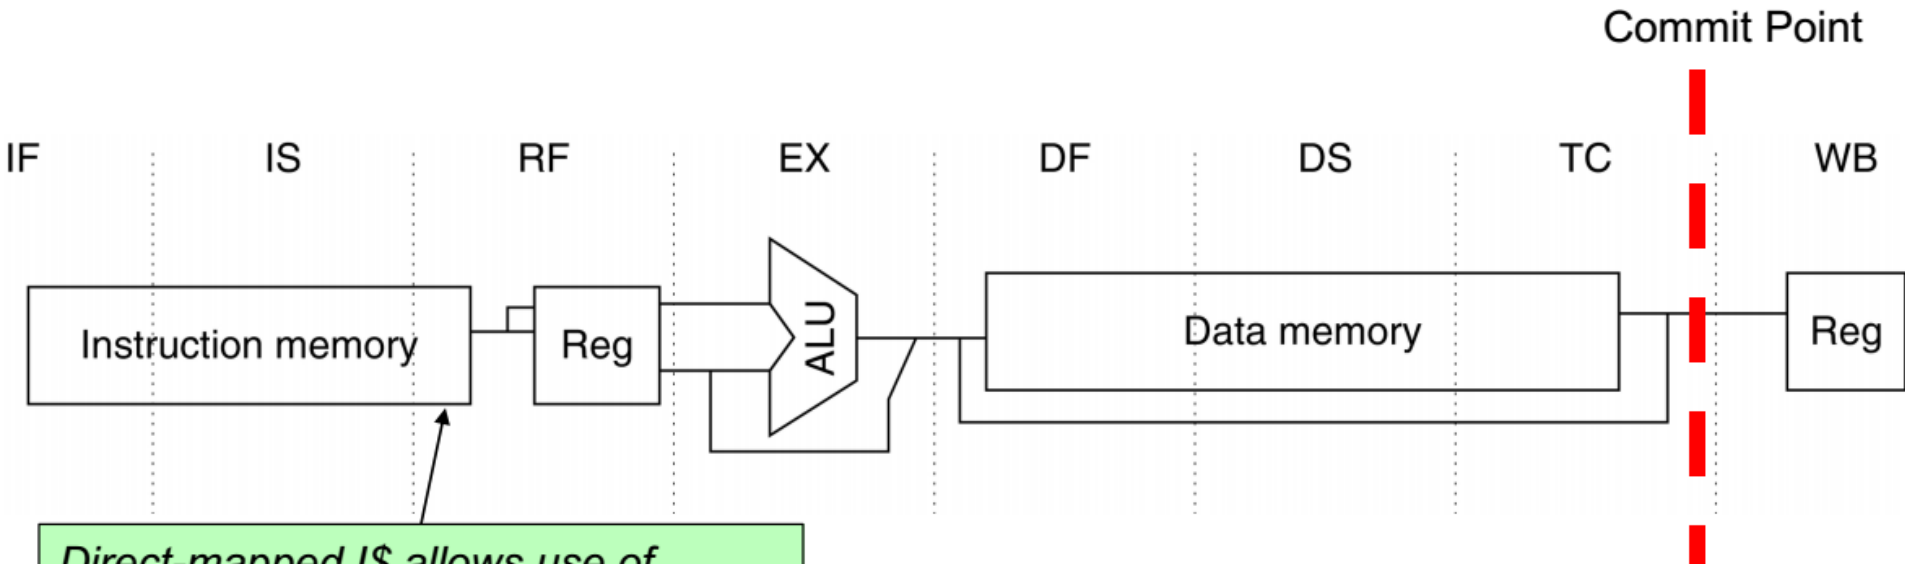 Commit Point
IF IS RF EX DF DS TC WB
Instruction memory Reg ALU Data memory Reg
Direct-mapped I$ allows use of